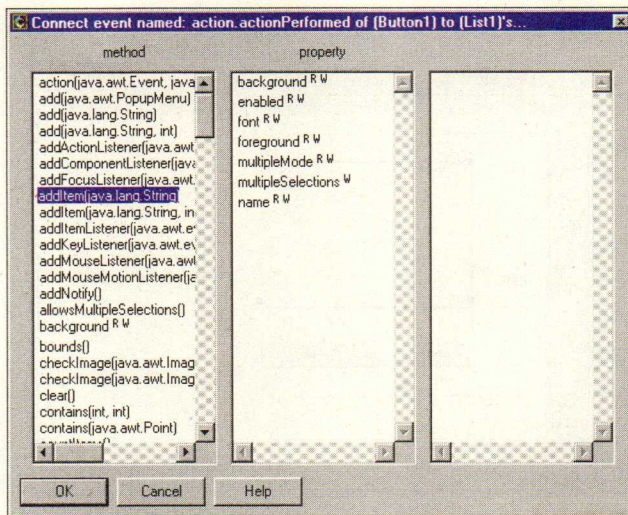 Connect event named: action.actionPerformed of (Button1) to (List1)'s...
method
property
action(java.awt.Event, java
add(java.awt.PopupMenu)
add(java.lang.String)
add(java.lang.String, int)
addActionListener(java.awt
addComponentListener(java
addFocusListener(java.awt.
addItem(java.lang.String)
addItem(java.lang.String, in
addItemListener(java.awt.ev
addKeyListener(java.awt.ev
addMouseListener(java.awt
addMouseMotionListener(ja
addNotify()
allowsMultipleSelections()
background R W
bounds()
checkImage(java.awt.Imag
checkImage(java.awt.Imag
clear()
contains(int, int)
contains(java.awt.Point)
background R W
enabled R W
font R W
foreground R W
multipleMode R W
multipleSelections W
name R W
OK
Cancel
Help